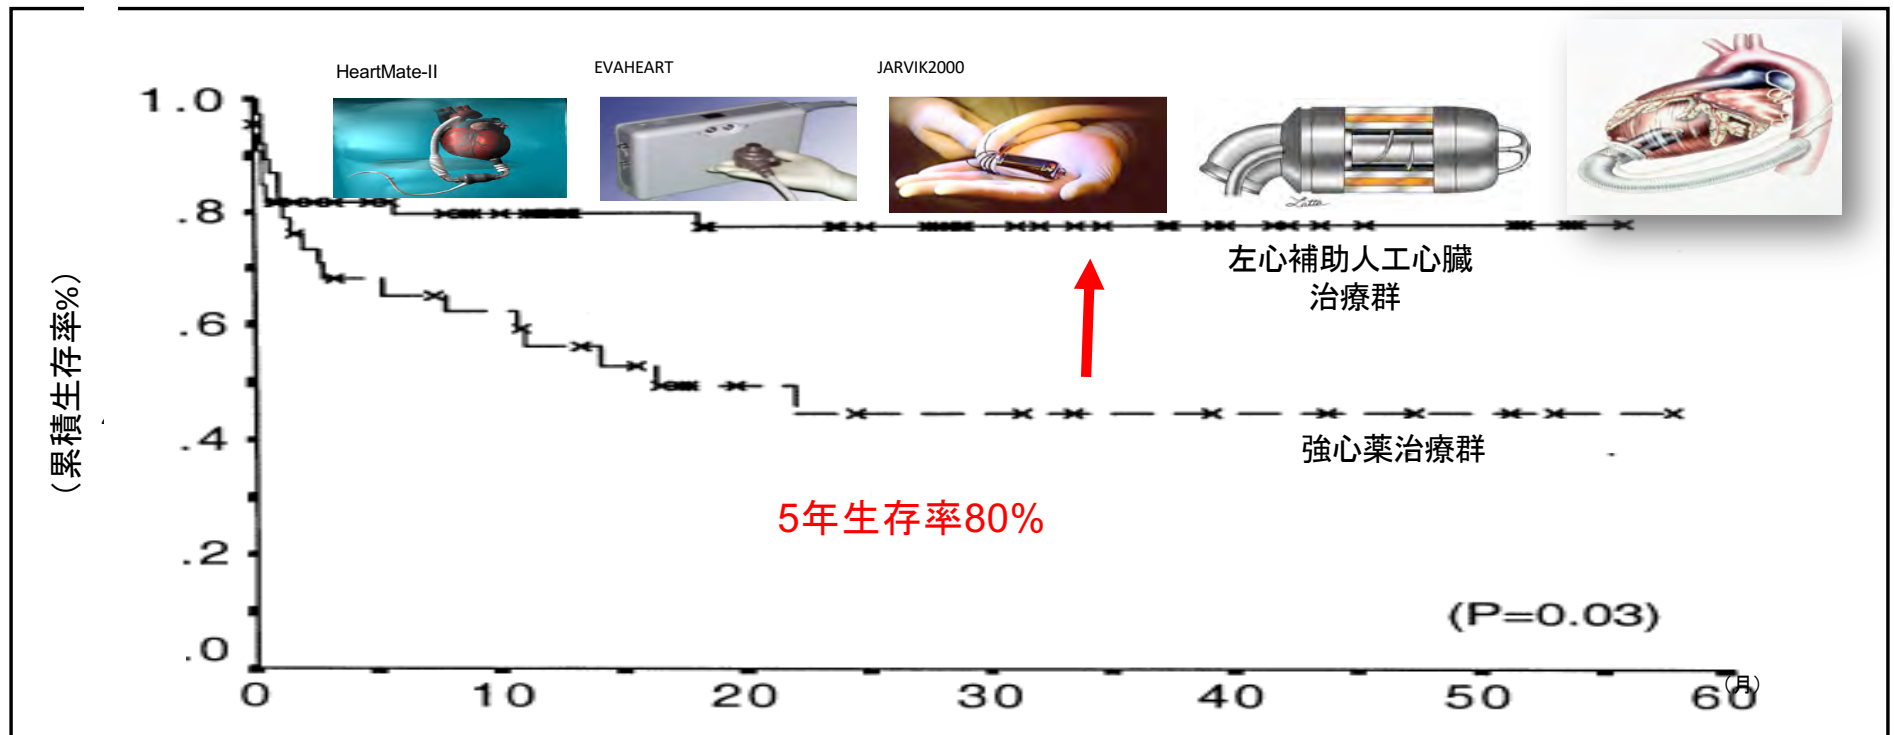 HeartMate-II
EVAHEART
JARVIK2000
1.0
.8
.6
.4
.2
.0
(累積生存率%)
左心補助人工心臓
治療群
強心薬治療群
5年生存率80%
(P=0.03)
0
10
20
30
40
50
60
(月)